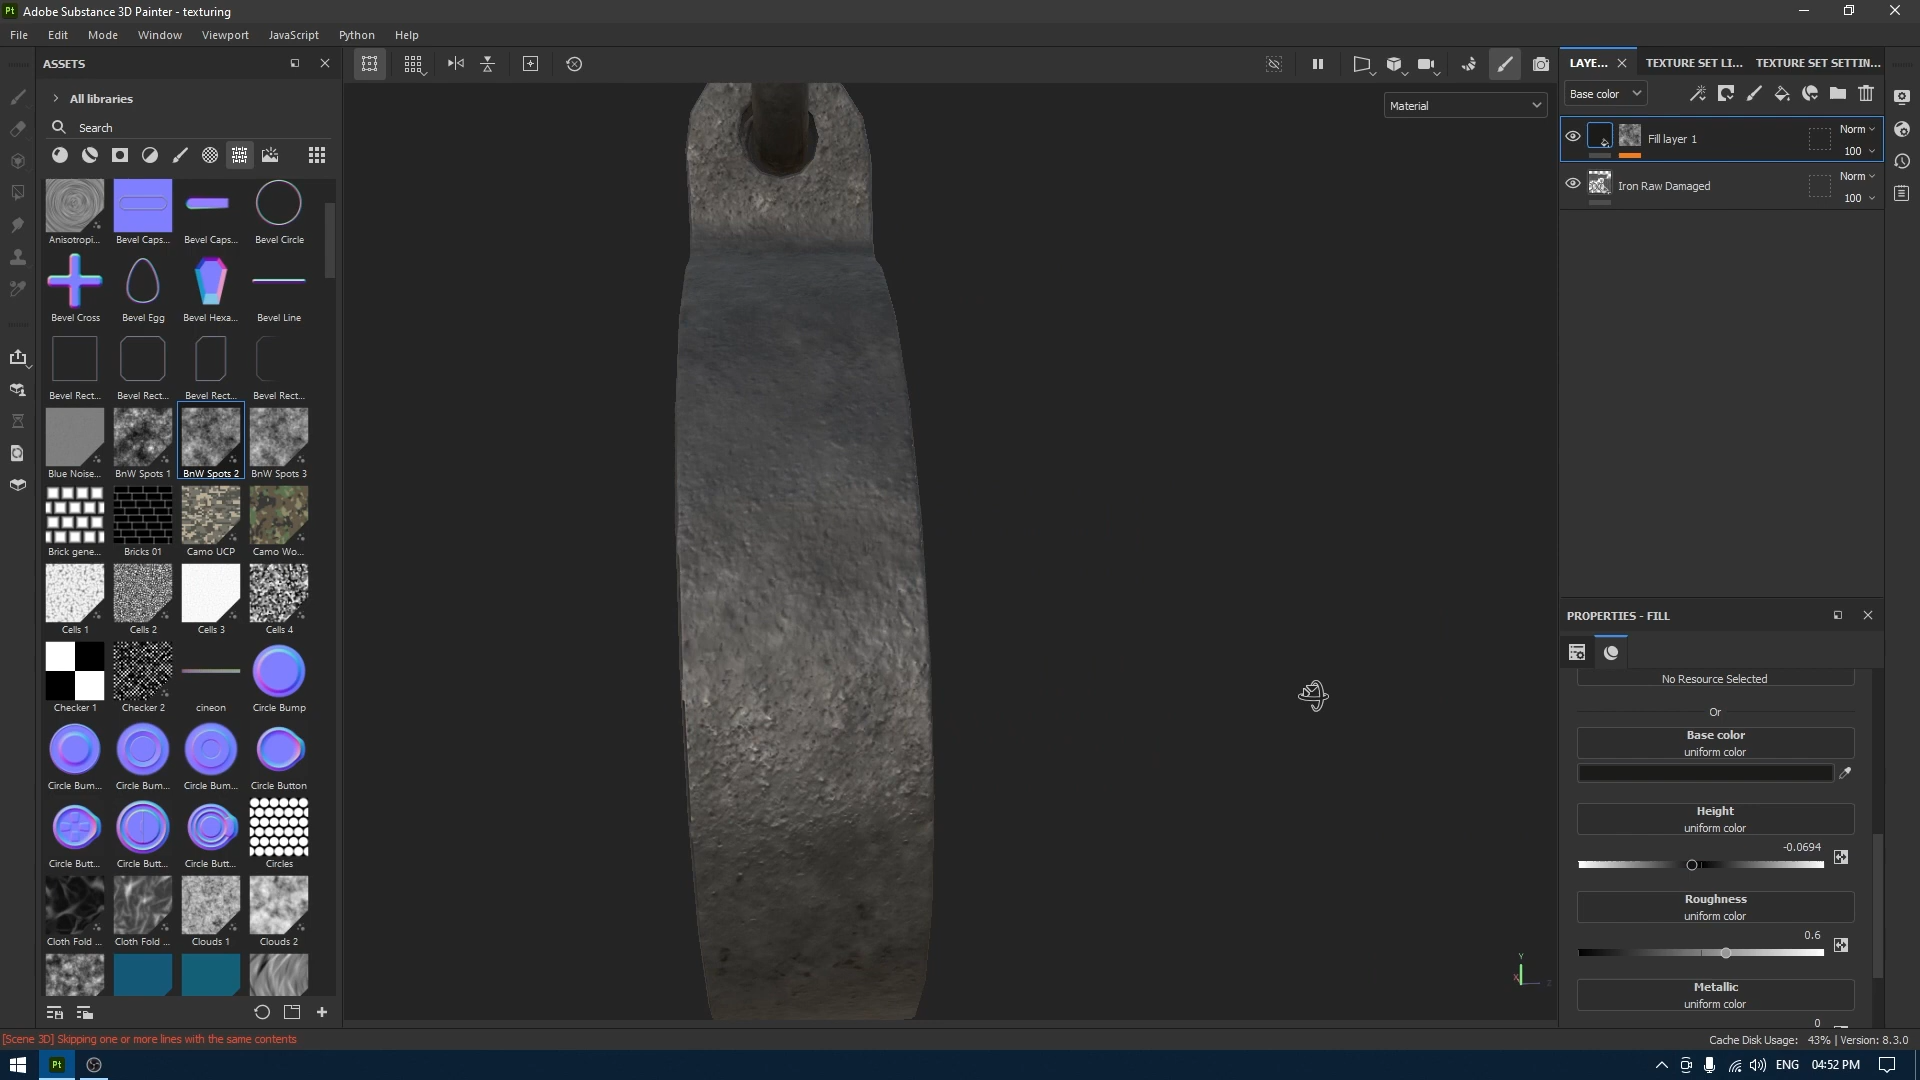 Pt Adobe Substance 3D Painter - texturing
File Edit Mode Window Viewport JavaScript Python Help
ASSETS
All libraries
Search
Anisotropi... Bevel Caps... Bevel Caps... Bevel Circle
Bevel Cross Bevel Egg Bevel Hexa... Bevel Line
Bevel Rect... Bevel Rect... Bevel Rect... Bevel Rect...
Blue Noise... BnW Spots 1 BnW Spots 2 BnW Spots 3
Brick gene... Bricks 01 Camo UCP Camo Wo...
Cells 1 Cells 2 Cells 3 Cells 4
Checker 1 Checker 2 cineon Circle Bump
Circle Bum... Circle Bum... Circle Bum... Circle Button
Circle Butt... Circle Butt... Circle Butt... Circles
Cloth Fold ... Cloth Fold ... Clouds 1 Clouds 2
Material
Y
X
Z
LAYE... TEXTURE SET LI... TEXTURE SET SETTIN...
Base color
Fill layer 1 Norm
100
Iron Raw Damaged Norm
100
PROPERTIES - FILL
No Resource Selected
Or
Base color
uniform color
Height
uniform color
-0.0694
Roughness
uniform color
0.6
Metallic
uniform color
0
[Scene 3D] Skipping one or more lines with the same contents
Cache Disk Usage: 43% | Version: 8.3.0
Pt
ENG 04:52 PM